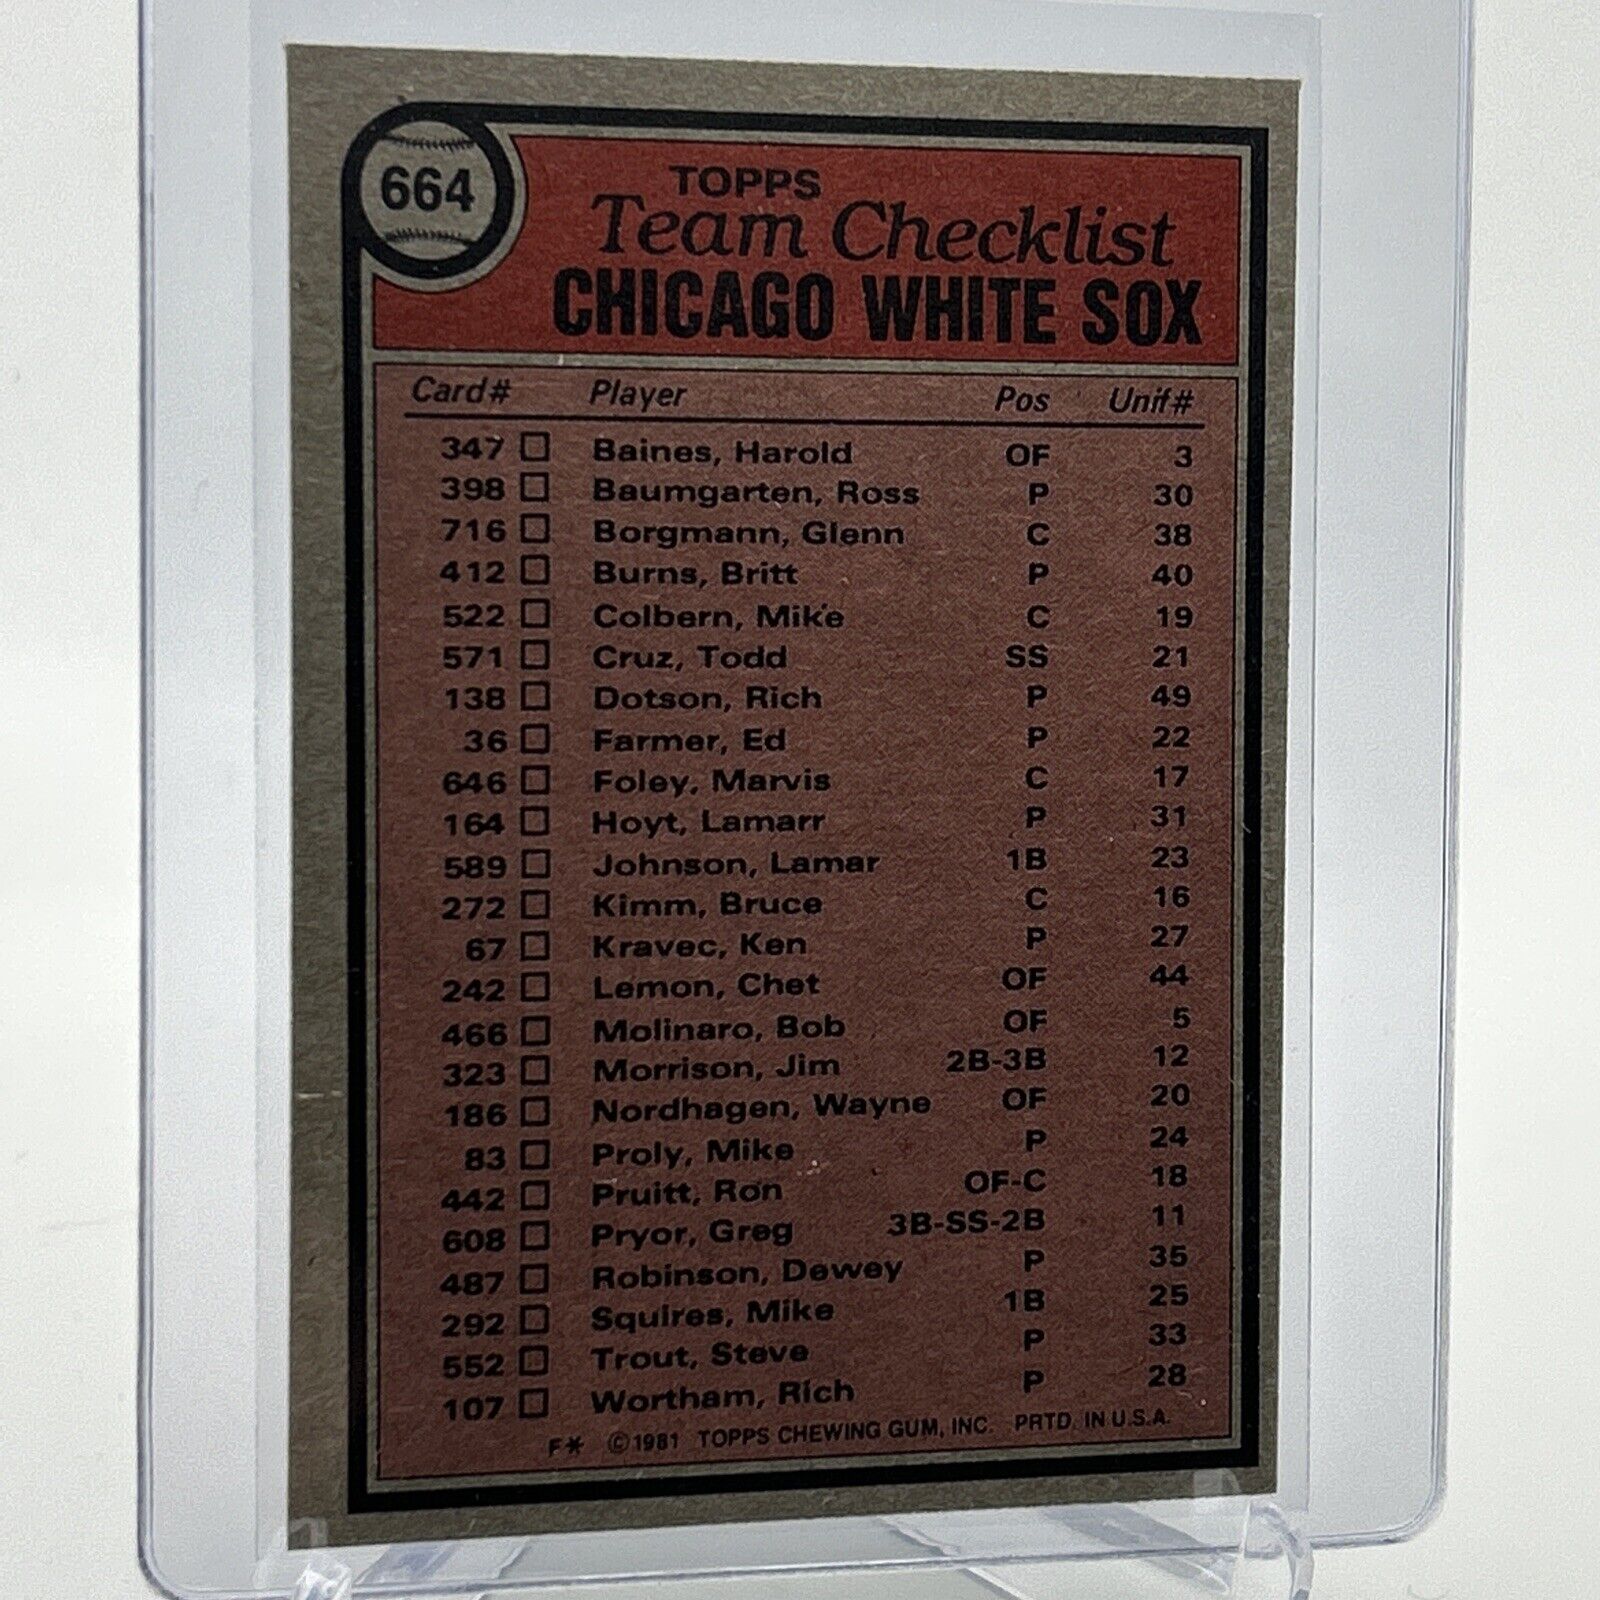 664
TOPPS
Team Checklist
CHICAGO WHITE SOX
Card# Player Pos Unif#
347 Baines, Harold OF 3
398 Baumgarten, Ross P 30
716 Borgmann, Glenn C 38
412 Burns, Britt P 40
522 Colbern, Mike C 19
571 Cruz, Todd SS 21
138 Dotson, Rich P 49
36 Farmer, Ed P 22
646 Foley, Marvis C 17
164 Hoyt, Lamarr P 31
589 Johnson, Lamar 1B 23
272 Kimm, Bruce C 16
67 Kravec, Ken P 27
242 Lemon, Chet OF 44
466 Molinaro, Bob OF 5
323 Morrison, Jim 2B-3B 12
186 Nordhagen, Wayne OF 20
83 Proly, Mike P 24
442 Pruitt, Ron OF-C 18
608 Pryor, Greg 3B-SS-2B 11
487 Robinson, Dewey P 35
292 Squires, Mike 1B 25
552 Trout, Steve P 33
107 Wortham, Rich P 28
F* ©1981 TOPPS CHEWING GUM, INC. PRTD. IN U.S.A.